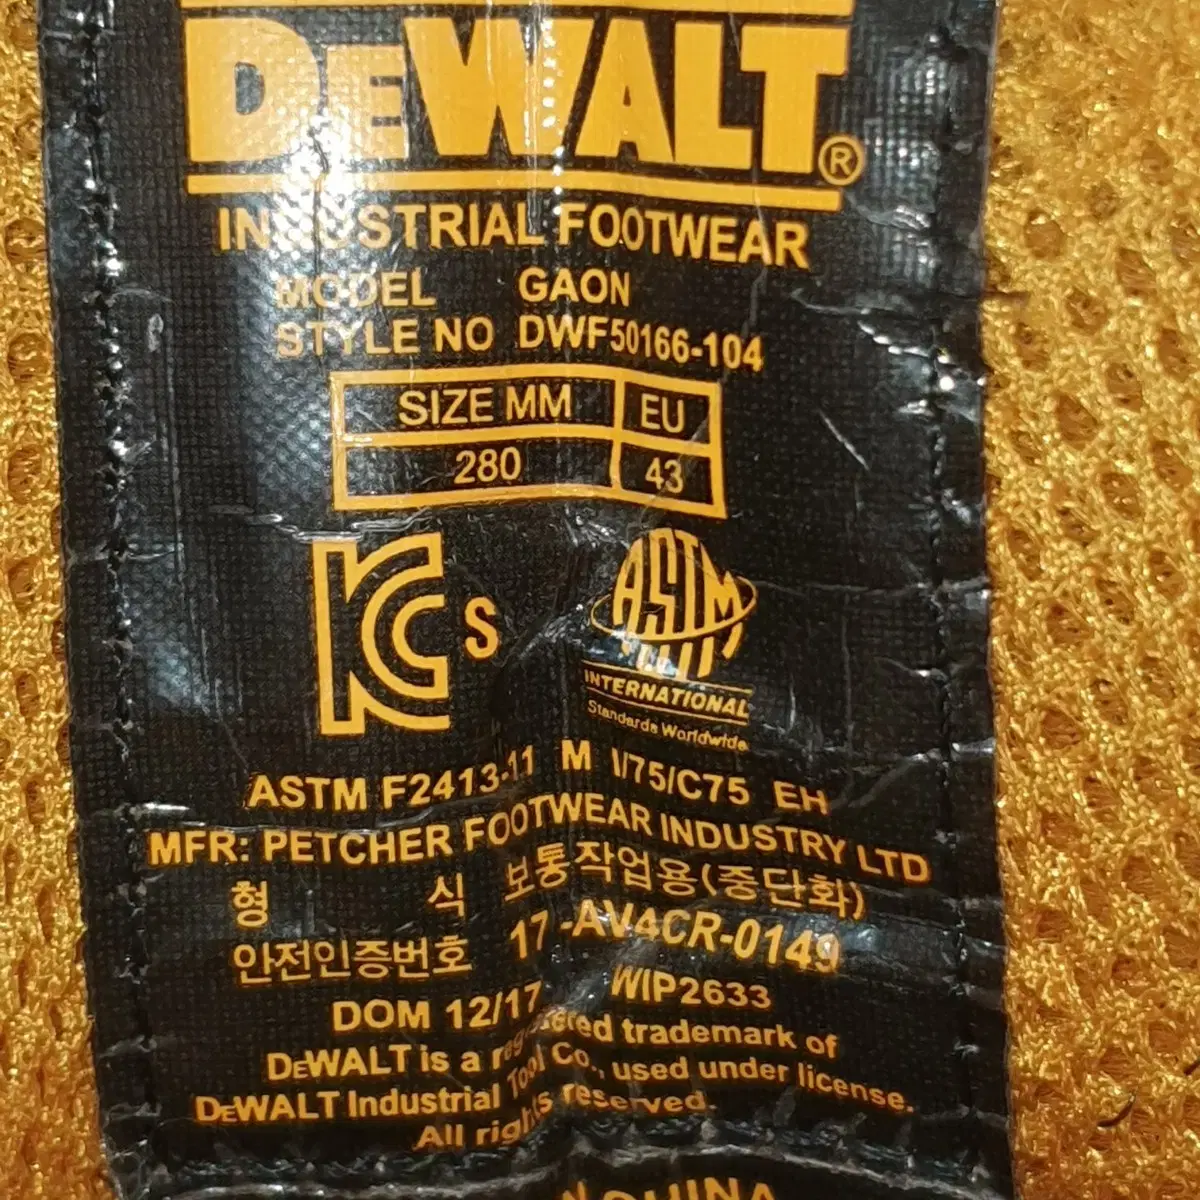 DEWALT®
INDUSTRIAL FOOTWEAR
MODEL GAON
STYLE NO DWF50166-104
SIZE MM EU
280 43
KCs
ASTM
INTERNATIONAL
Standards Worldwide
ASTM F2413-11 M I/75/C75 EH
MFR: PETCHER FOOTWEAR INDUSTRY LTD
형 식 보통작업용(중단화)
안전인증번호 17-AV4CR-0149
DOM 12/17 WIP2633
DEWALT is a registered trademark of
DEWALT Industrial Tool Co., used under license.
All rights reserved.
CHINA